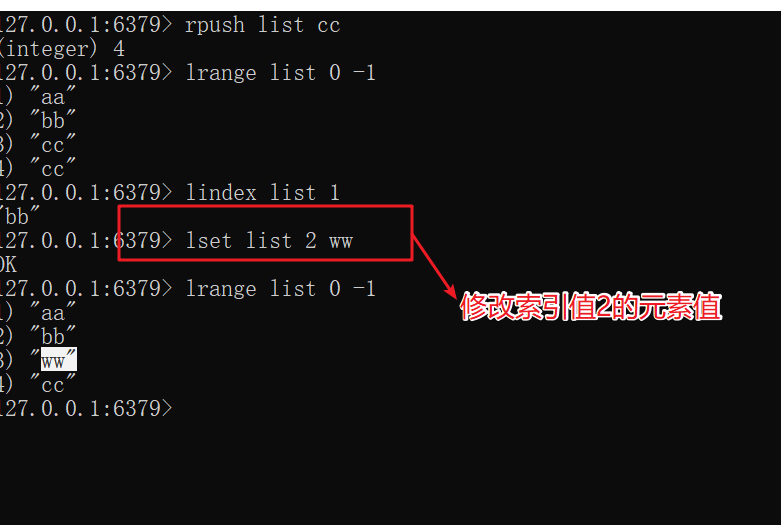 127.0.0.1:6379> rpush list cc
(integer) 4
127.0.0.1:6379> lrange list 0 -1
1) "aa"
2) "bb"
3) "cc"
4) "cc"
127.0.0.1:6379> lindex list 1
"bb"
127.0.0.1:6379> lset list 2 ww
OK
127.0.0.1:6379> lrange list 0 -1
修改索引值2的元素值
1) "aa"
2) "bb"
3) "ww"
4) "cc"
127.0.0.1:6379>